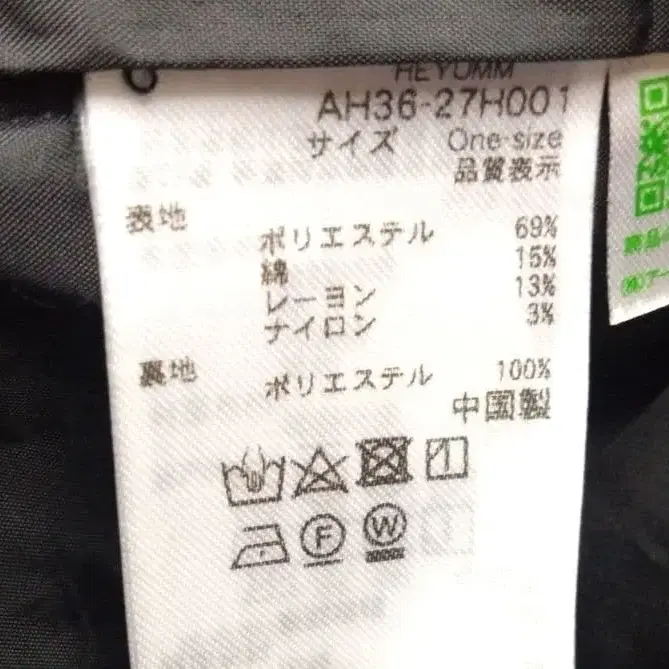 HEYUMM
AH36-27H001
サイズ One-size
品質表示
表地
ポリエステル 69%
綿 15%
レーヨン 13%
ナイロン 3%
裏地
ポリエステル 100%
中国製
F W